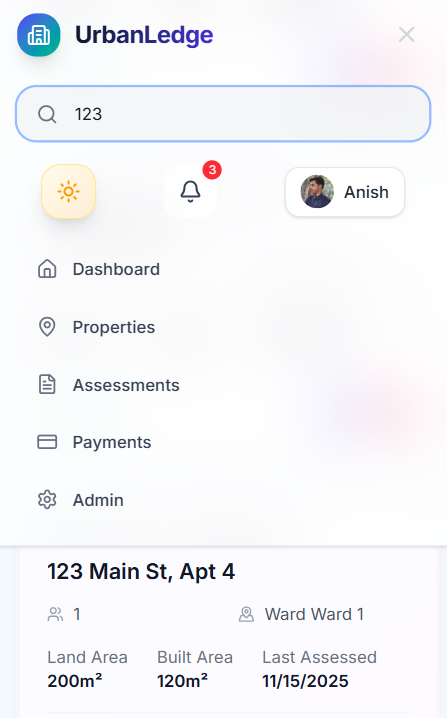 UrbanLedge
123
3
Anish
Dashboard
Properties
Assessments
Payments
Admin
123 Main St, Apt 4
1 Ward Ward 1
Land Area Built Area Last Assessed
200m² 120m² 11/15/2025